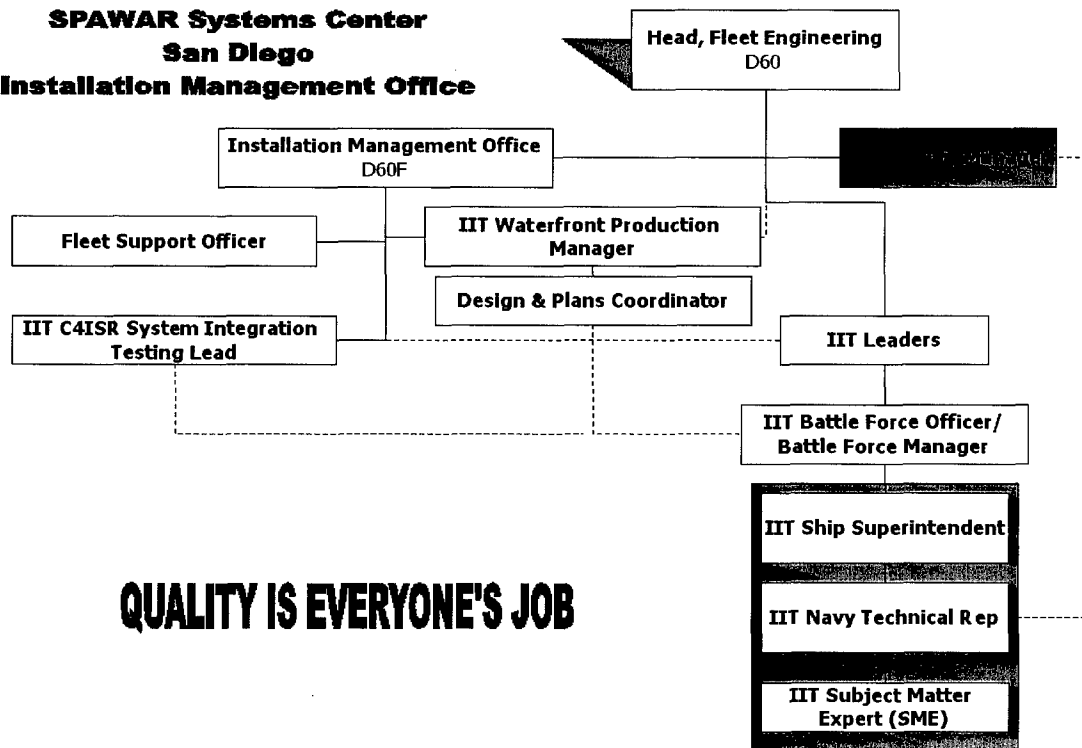 SPAWAR Systems Center
San Diego
Installation Management Office
Head, Fleet Engineering
D60
Installation Management Office
D60F
Fleet Support Officer
IIT Waterfront Production
Manager
Design & Plans Coordinator
IIT C4ISR System Integration
Testing Lead
IIT Leaders
IIT Battle Force Officer/
Battle Force Manager
IIT Ship Superintendent
IIT Navy Technical Rep
IIT Subject Matter
Expert (SME)
QUALITY IS EVERYONE'S JOB